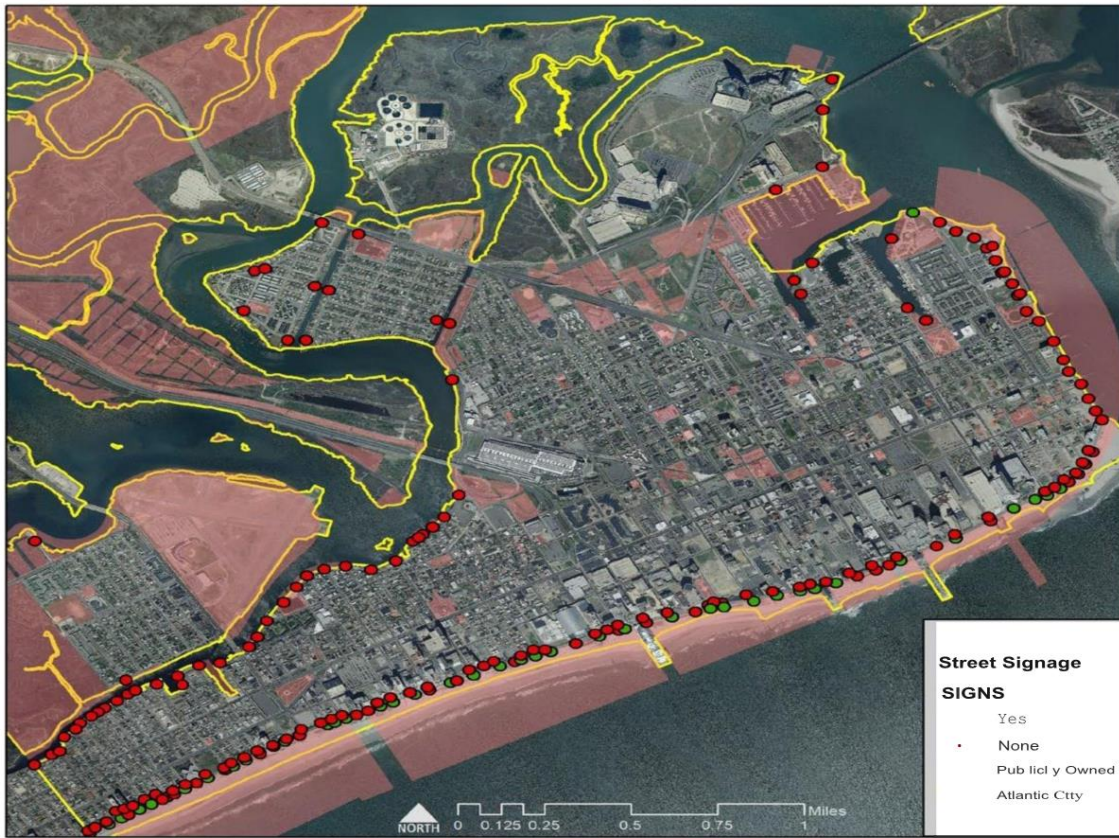 Street Signage
SIGNS
Yes
None
Pub licl y Owned
Atlantic Ctty
NORTH
0 0.125 0.25 0.5 0.75 1
Miles